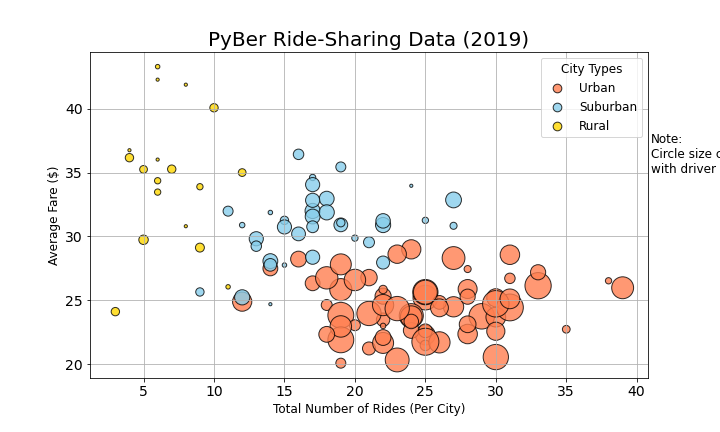 PyBer Ride-Sharing Data (2019)
City Types
Urban
Suburban
Rural
Note:
Circle size
with driver
Average Fare ($)
40
35
30
25
20
5
10
15
20
25
30
35
40
Total Number of Rides (Per City)